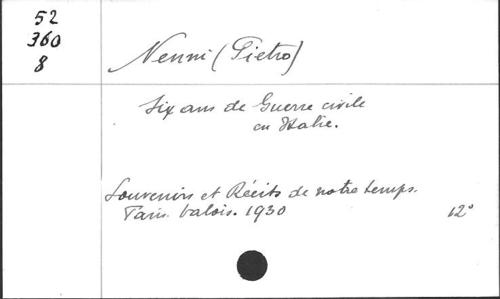 52
360
8
Nenni (Pietro)
Six ans de Guerre civile
en Italie.
Souvenirs et Récits de notre temps.
Paris. Valois. 1930
12°